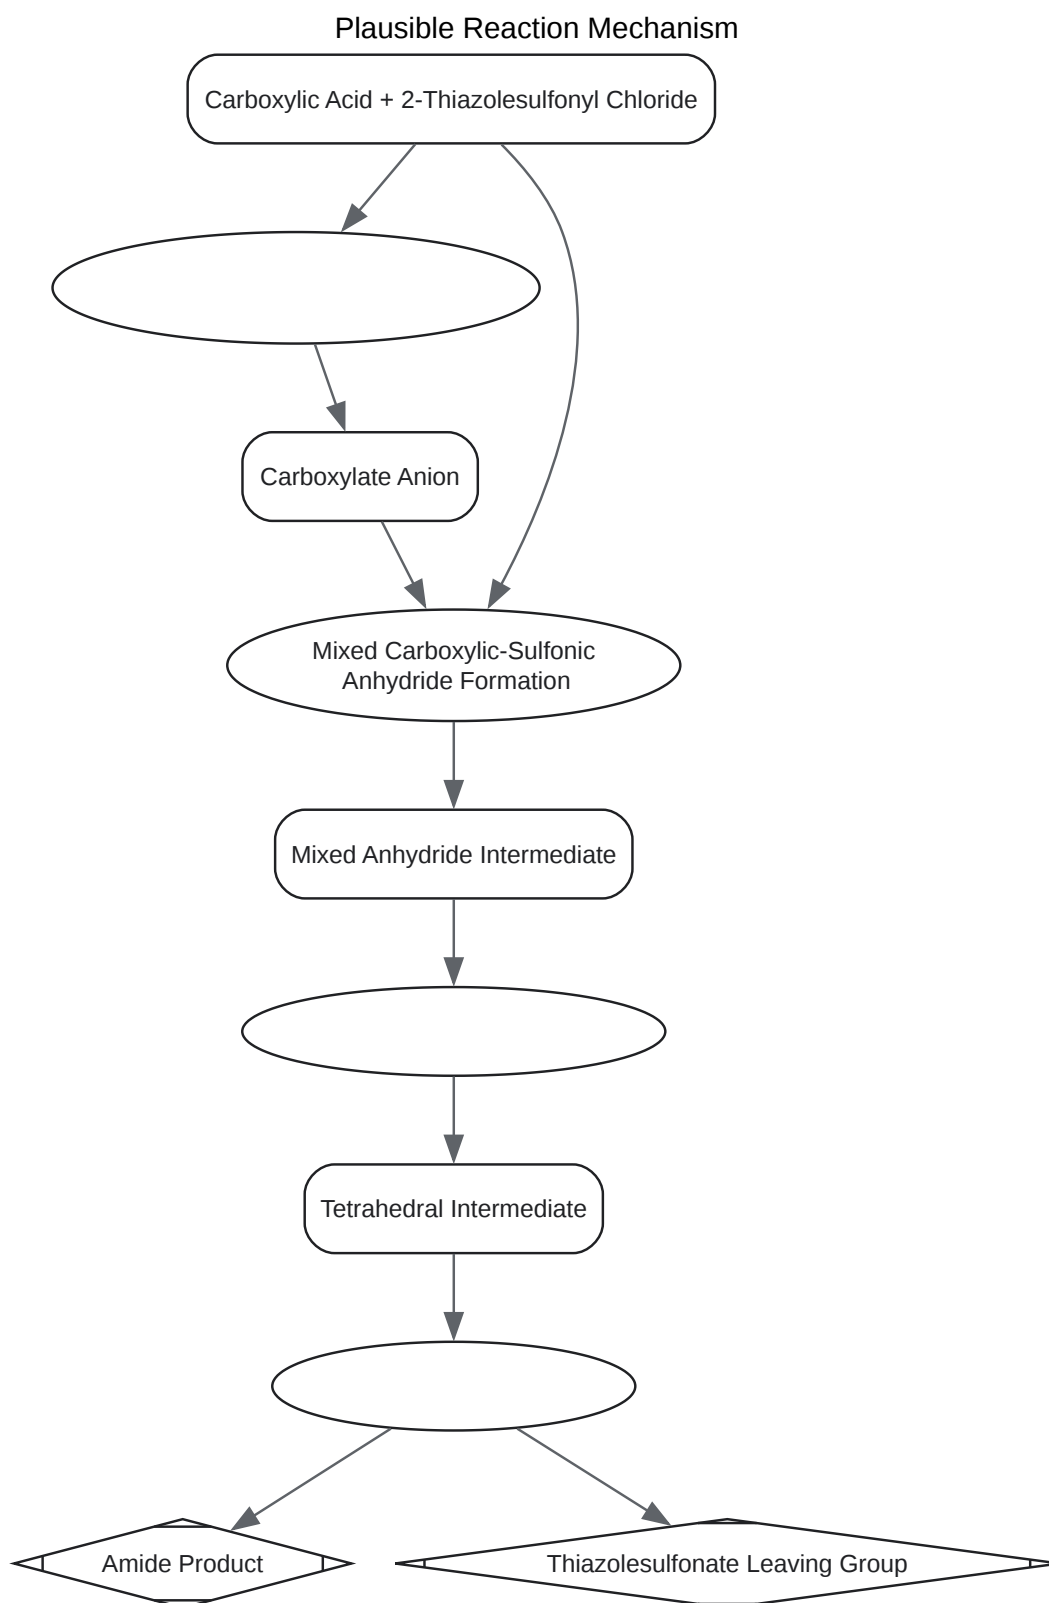 Plausible Reaction Mechanism
Carboxylic Acid + 2-Thiazolesulfonyl Chloride
Carboxylate Anion
Mixed Carboxylic-Sulfonic
Anhydride Formation
Mixed Anhydride Intermediate
Tetrahedral Intermediate
Amide Product
Thiazolesulfonate Leaving Group